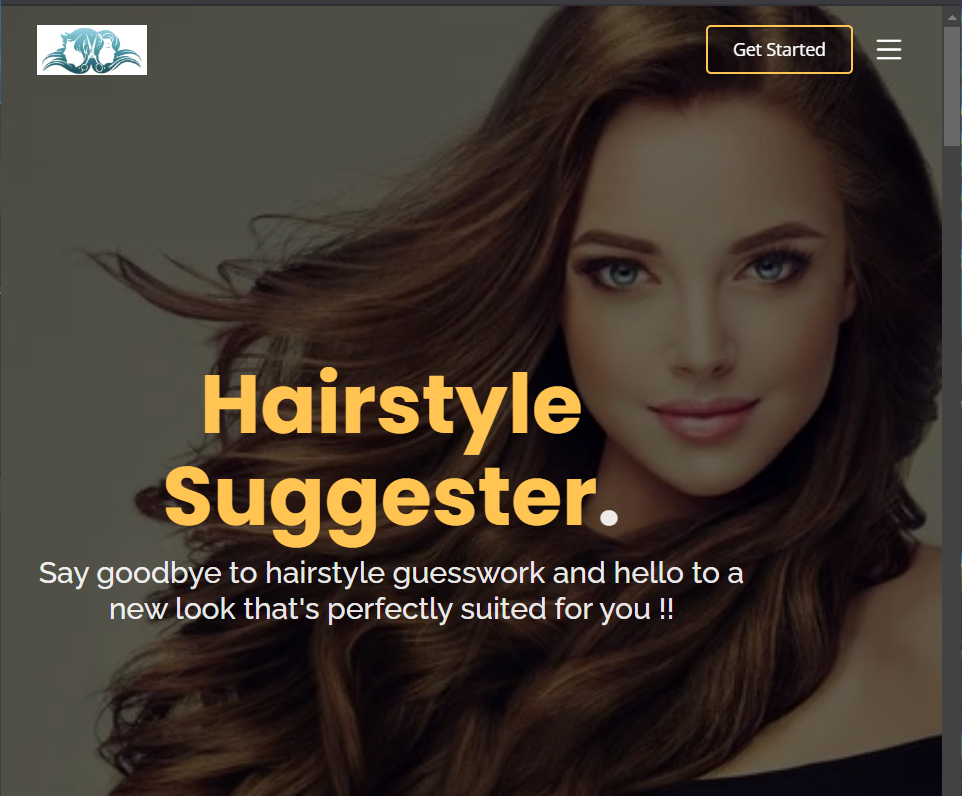 Get Started
Hairstyle
Suggester.
Say goodbye to hairstyle guesswork and hello to a
new look that's perfectly suited for you !!